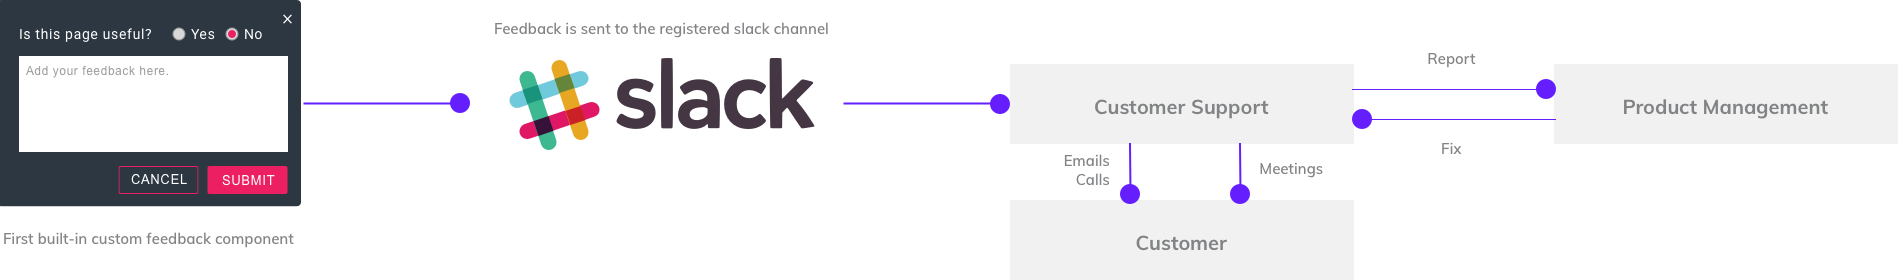 Is this page useful? Yes No
Add your feedback here.
CANCEL SUBMIT
First built-in custom feedback component
Feedback is sent to the registered slack channel
slack
Customer Support
Emails
Calls
Meetings
Customer
Report
Fix
Product Management